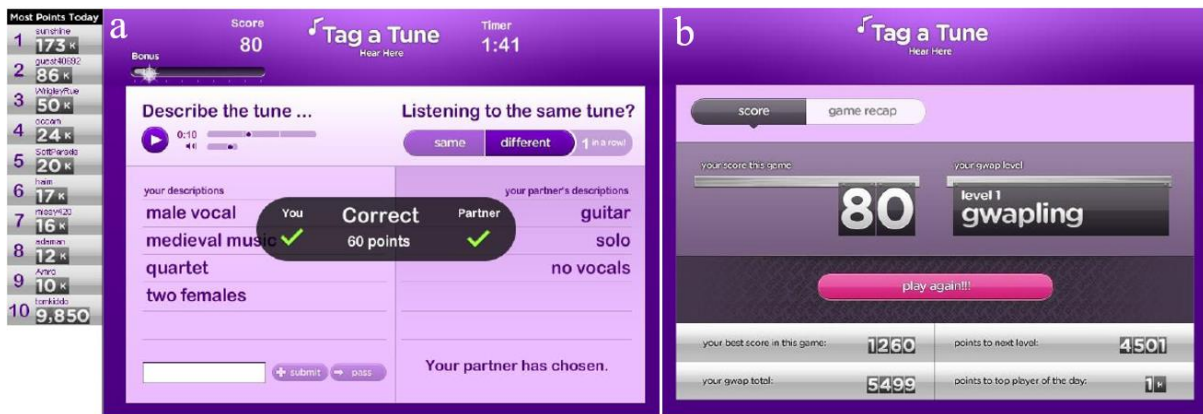 Most Points Today
1 sunshine
173 K
2 guest40692
86 K
3 WrigleyRue
50 K
4 occam
24 K
5 SoftParade
20 K
6 haim
17 K
7 missy420
16 K
8 adaman
12 K
9
10 K
10 tomkiddo
9,850
a
Score
80
Tag a Tune
Hear Here
Timer
1:41
Bonus
Describe the tune ...
0:10
Listening to the same tune?
same different 1 in a row!
your descriptions
male vocal
medieval music
quartet
two females
your partner's descriptions
guitar
solo
no vocals
You Correct Partner
60 points
submit pass
Your partner has chosen.
b
Tag a Tune
Hear Here
score game recap
your score this game
80
your gwap level
level 1
gwapling
play again!!!
your best score in this game: 1260
points to next level: 4501
your gwap total: 5499
points to top player of the day: 1 K